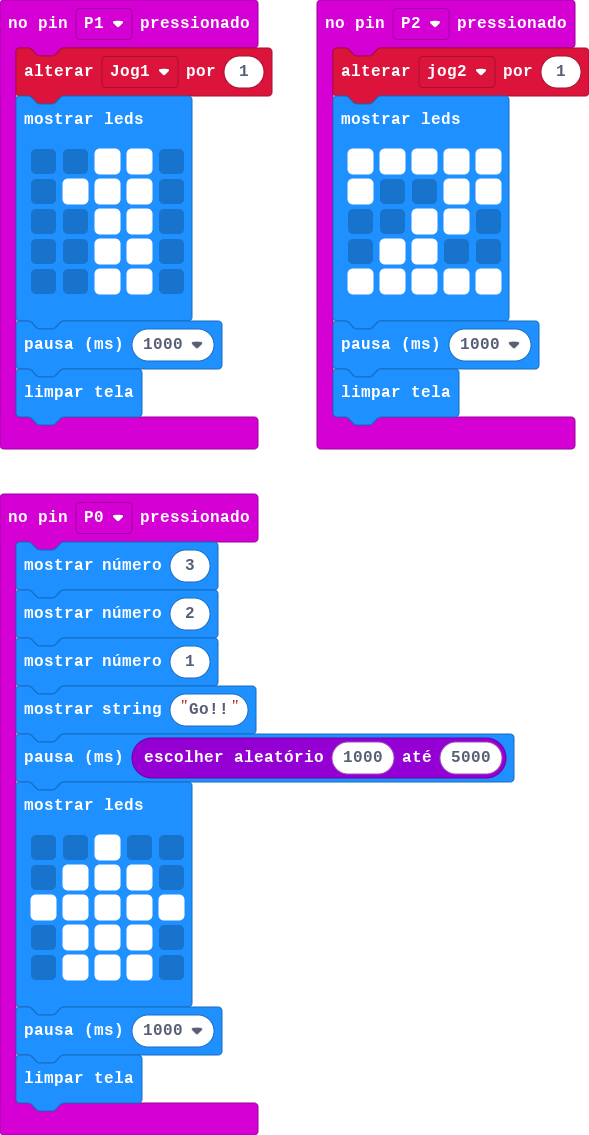 no pin P1 pressionado
alterar Jog1 por 1
mostrar leds
pausa (ms) 1000
limpar tela
no pin P2 pressionado
alterar jog2 por 1
mostrar leds
pausa (ms) 1000
limpar tela
no pin P0 pressionado
mostrar número 3
mostrar número 2
mostrar número 1
mostrar string "Go!!"
pausa (ms) escolher aleatório 1000 até 5000
mostrar leds
pausa (ms) 1000
limpar tela